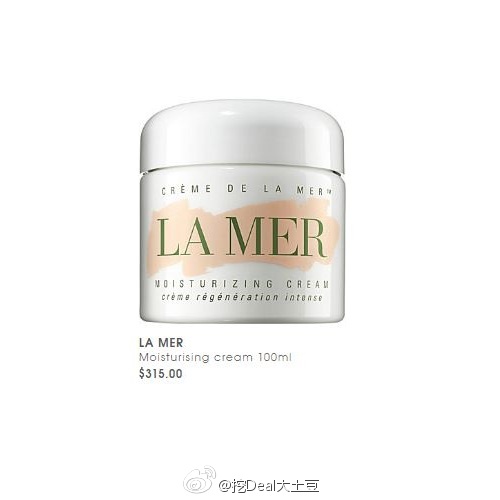 CRÈME DE LA MER™
LA MER
MOISTURIZING CREAM
crème régénération intense
LA MER
Moisturising cream 100ml
$315.00
@挖Deal大土豆